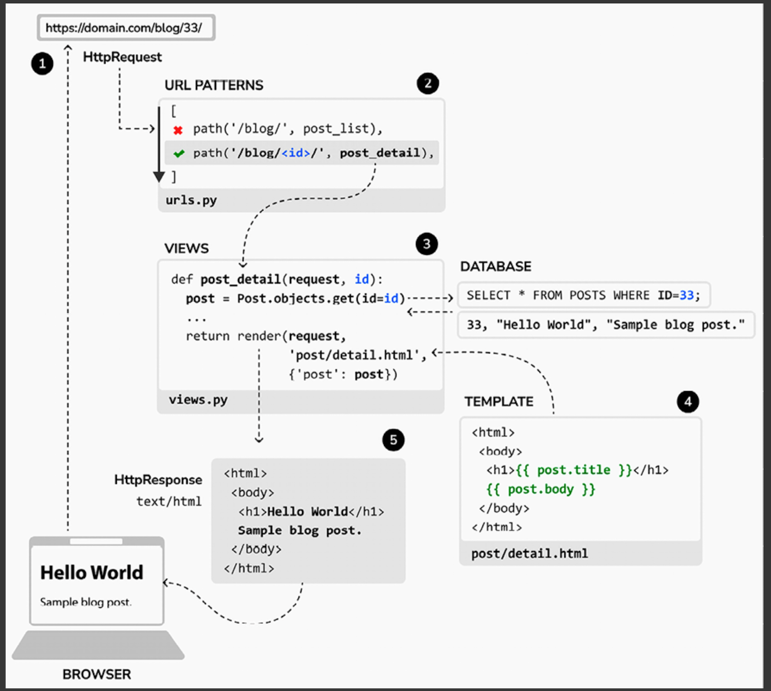 https://domain.com/blog/33/
1
HttpRequest
URL PATTERNS
2
[
path('/blog/', post_list),
path('/blog/<id>/', post_detail),
]
urls.py
VIEWS
3
def post_detail(request, id):
post = Post.objects.get(id=id)
...
return render(request,
'post/detail.html',
{'post': post})
views.py
DATABASE
SELECT * FROM POSTS WHERE ID=33;
33, "Hello World", "Sample blog post."
TEMPLATE
4
<html>
<body>
<h1>{{ post.title }}</h1>
{{ post.body }}
</body>
</html>
post/detail.html
5
HttpResponse
text/html
<html>
<body>
<h1>Hello World</h1>
Sample blog post.
</body>
</html>
Hello World
Sample blog post.
BROWSER